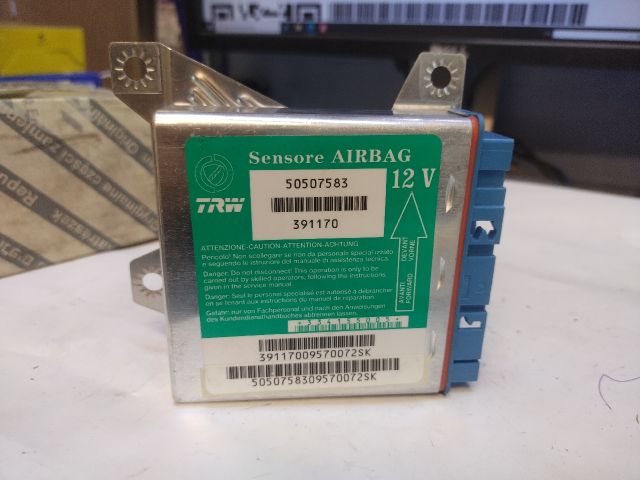 Sensore AIRBAG
50507583
12 V
TRW
391170
ATTENZIONE-CAUTION-ATTENTION-ACHTUNG
Pericolo! Non scollegare se non da personale specializzato
e seguendo le istruzioni del manuale di assistenza tecnica.
Danger: Do not disconnect! This operation is only to be
carried out by skilled operators, following the instructions
given in the service manual.
Danger: Seul le personnel spécialisé est autorisé à débrancher
en se tenant aux instructions du manuel de réparation.
Gefahr: nur von Fachpersonal und nach den Anweisungen
des Kundendiensthandbuches abtrennen lassen.
AVANTI DEVANT
FORWARD VORNE
39117009570072SK
5050758309570072SK